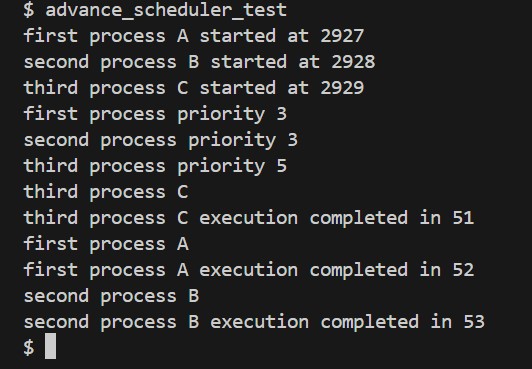 $ advance_scheduler_test
first process A started at 2927
second process B started at 2928
third process C started at 2929
first process priority 3
second process priority 3
third process priority 5
third process C
third process C execution completed in 51
first process A
first process A execution completed in 52
second process B
second process B execution completed in 53
$